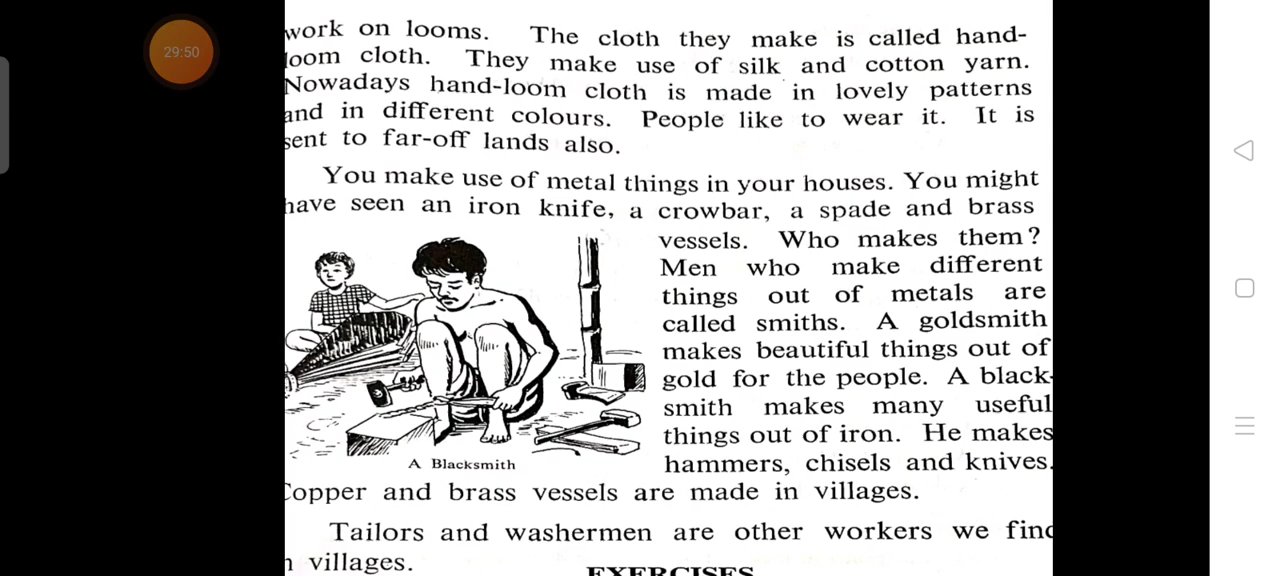 29:50
work on looms. The cloth they make is called hand-
loom cloth. They make use of silk and cotton yarn.
Nowadays hand-loom cloth is made in lovely patterns
and in different colours. People like to wear it. It is
sent to far-off lands also.
You make use of metal things in your houses. You might
have seen an iron knife, a crowbar, a spade and brass
vessels. Who makes them?
Men who make different
things out of metals are
called smiths. A goldsmith
makes beautiful things out of
gold for the people. A black-
smith makes many useful
things out of iron. He makes
hammers, chisels and knives.
A Blacksmith
Copper and brass vessels are made in villages.
Tailors and washermen are other workers we find
n villages.
EXERCISES